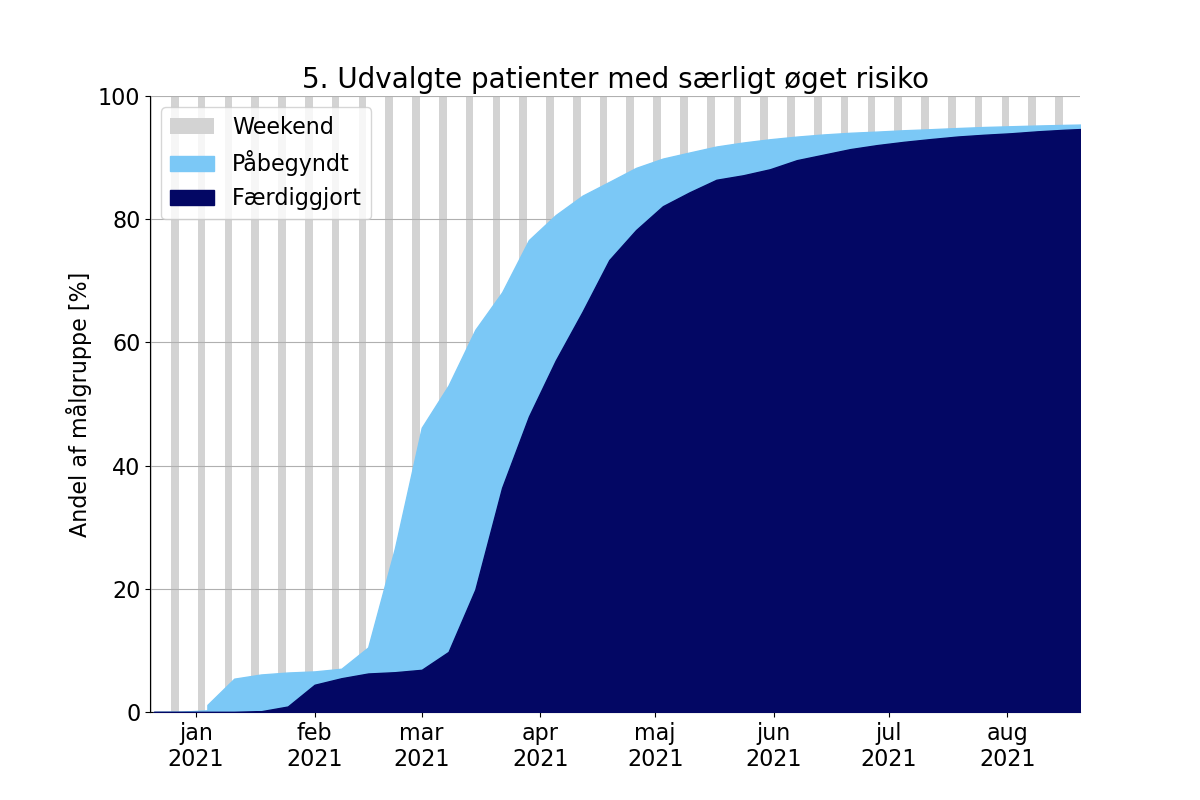 5. Udvalgte patienter med særligt øget risiko
Weekend
Påbegyndt
Færdiggjort
Andel af målgruppe [%]
100
80
60
40
20
0
jan feb mar apr maj jun jul aug
2021 2021 2021 2021 2021 2021 2021 2021